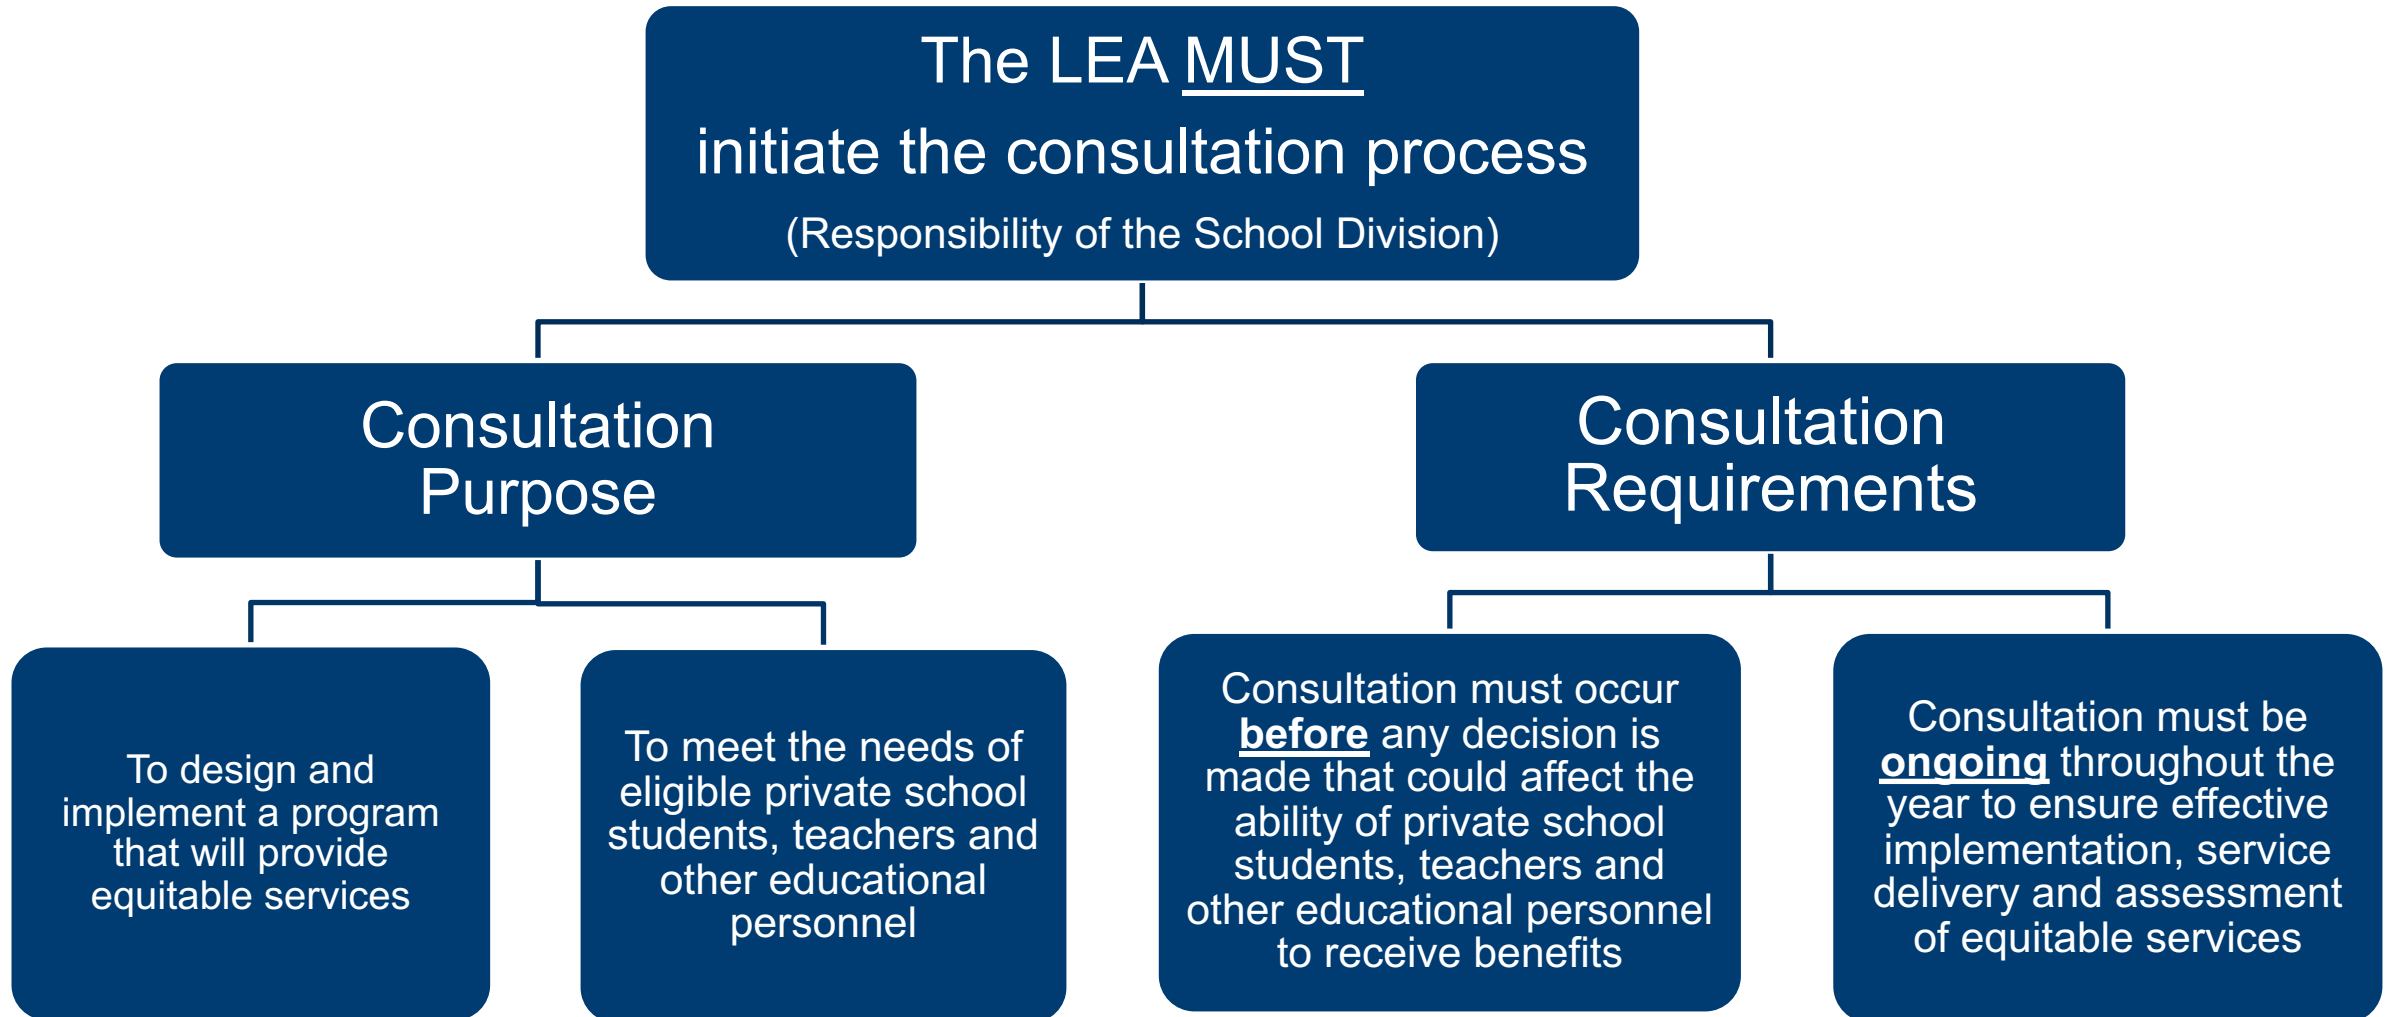 The LEA MUST
initiate the consultation process
(Responsibility of the School Division)
Consultation
Purpose
Consultation
Requirements
To design and
implement a program
that will provide
equitable services
To meet the needs of
eligible private school
students, teachers and
other educational
personnel
Consultation must occur
before any decision is
made that could affect the
ability of private school
students, teachers and
other educational personnel
to receive benefits
Consultation must be
ongoing throughout the
year to ensure effective
implementation, service
delivery and assessment
of equitable services